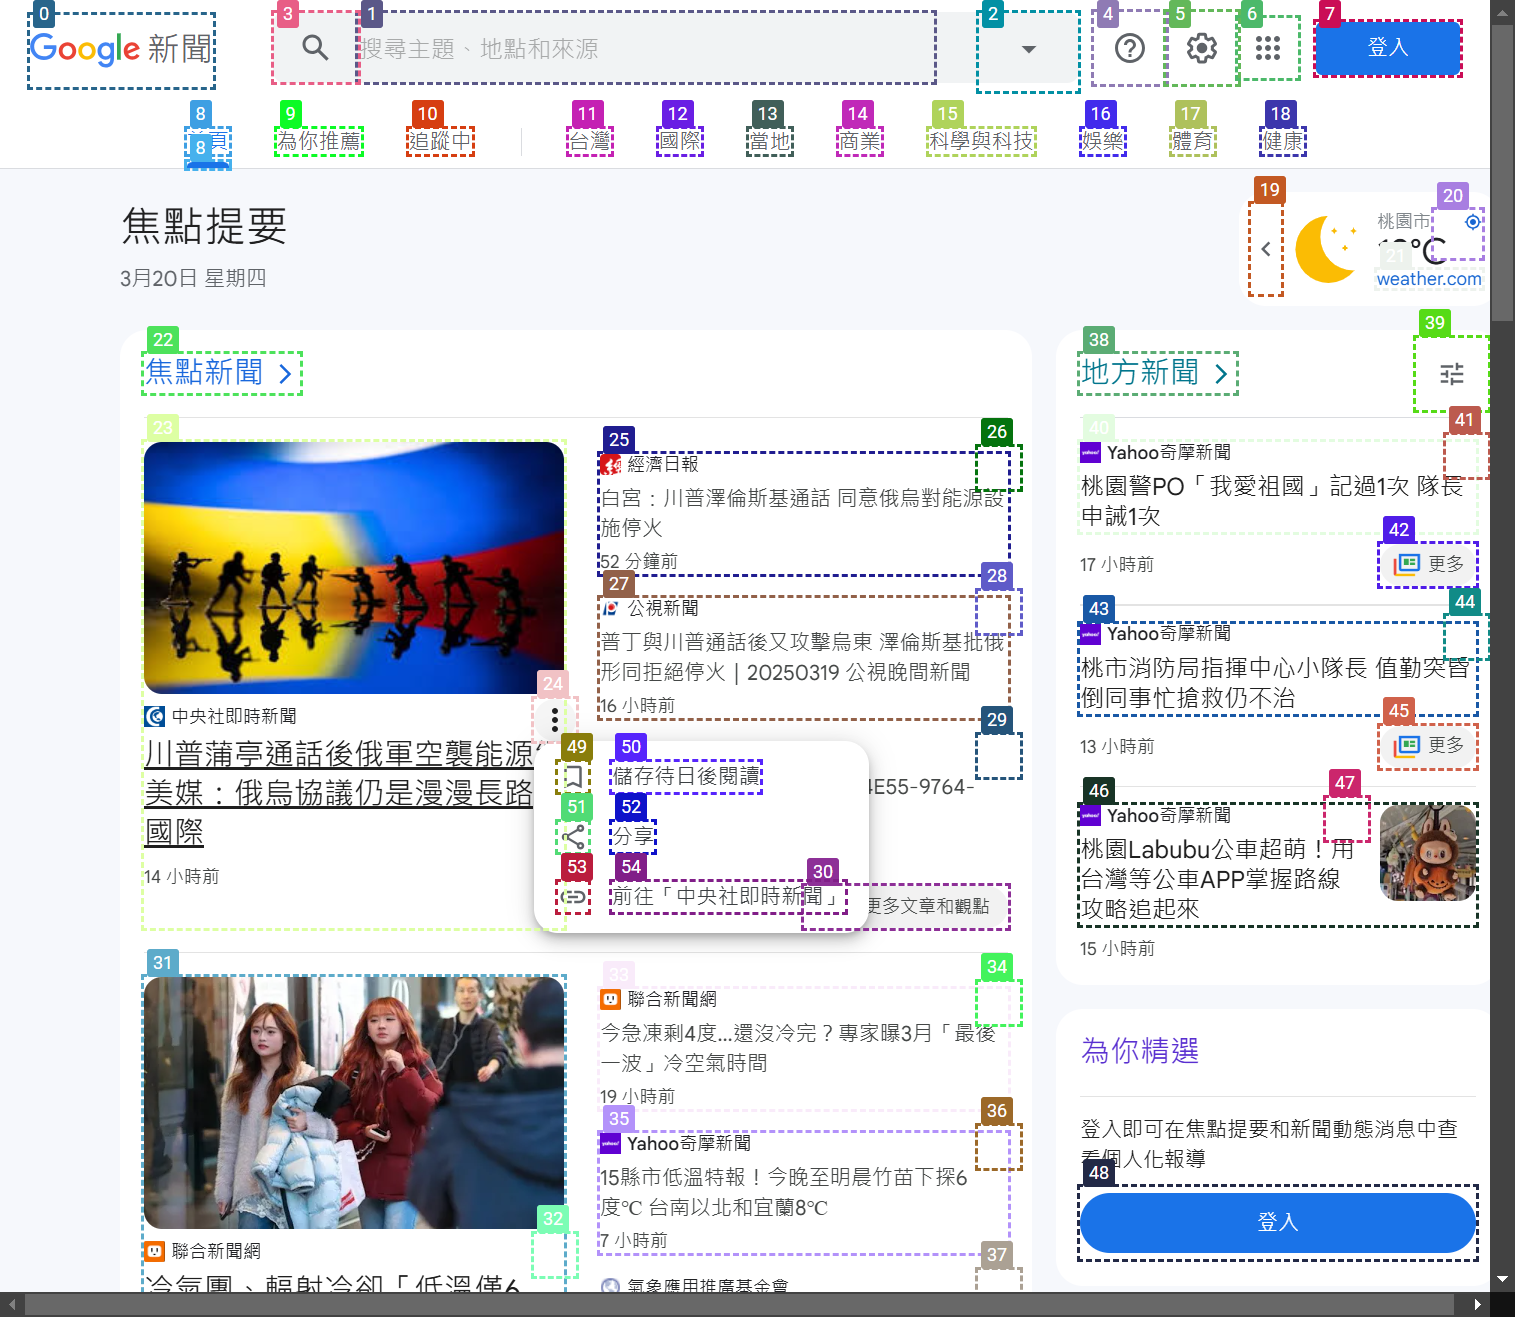 0
3
1
2
4
5
6
7
Google 新聞
搜尋主題、地點和來源
登入
8
9
10
11
12
13
14
15
16
17
18
為你推薦
追蹤中
台灣
國際
當地
商業
科學與科技
娛樂
體育
健康
8
19
20
焦點提要
桃園市
21
3月20日 星期四
weather.com
22
38
39
焦點新聞
地方新聞
23
25
26
40
41
經濟日報
白宮：川普澤倫斯基通話 同意俄烏對能源設
施停火
52 分鐘前
27
28
公視新聞
普丁與川普通話後又攻擊烏東 澤倫斯基批俄
形同拒絕停火｜20250319 公視晚間新聞
16 小時前
24
29
中央社即時新聞
川普蒲亭通話後俄軍空襲能源
美媒：俄烏協議仍是漫漫長路
國際
14 小時前
49
50
儲存待日後閱讀
4E55-9764-
51
52
分享
53
54
30
前往「中央社即時新聞」
更多文章和觀點
Yahoo奇摩新聞
桃園警PO「我愛祖國」記過1次 隊長
申誡1次
42
17 小時前
更多
43
44
Yahoo奇摩新聞
桃市消防局指揮中心小隊長 值勤突昏
倒同事忙搶救仍不治
45
13 小時前
更多
46
47
Yahoo奇摩新聞
桃園Labubu公車超萌！用
台灣等公車APP掌握路線
攻略追起來
15 小時前
31
33
34
聯合新聞網
今急凍剩4度...還沒冷完？專家曝3月「最後
一波」冷空氣時間
19 小時前
35
36
Yahoo奇摩新聞
15縣市低溫特報！今晚至明晨竹苗下探6
度℃ 台南以北和宜蘭8℃
7 小時前
32
37
聯合新聞網
冷氣團、輻射冷卻「低溫僅6
氣象應用推廣基金會
為你精選
登入即可在焦點提要和新聞動態消息中查
看個人化報導
48
登入